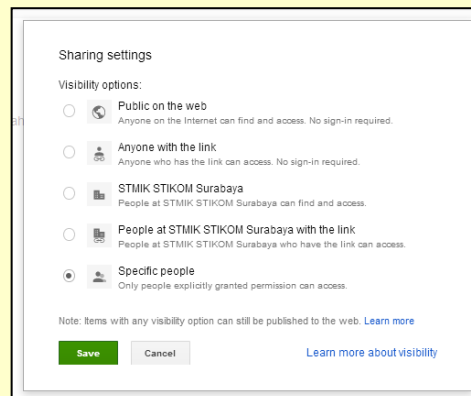 Sharing settings
Visibility options:
Public on the web
Anyone on the Internet can find and access. No sign-in required.
Anyone with the link
Anyone who has the link can access. No sign-in required.
STMIK STIKOM Surabaya
People at STMIK STIKOM Surabaya can find and access.
People at STMIK STIKOM Surabaya with the link
People at STMIK STIKOM Surabaya who have the link can access.
Specific people
Only people explicitly granted permission can access.
Note: Items with any visibility option can still be published to the web. Learn more
Save Cancel Learn more about visibility